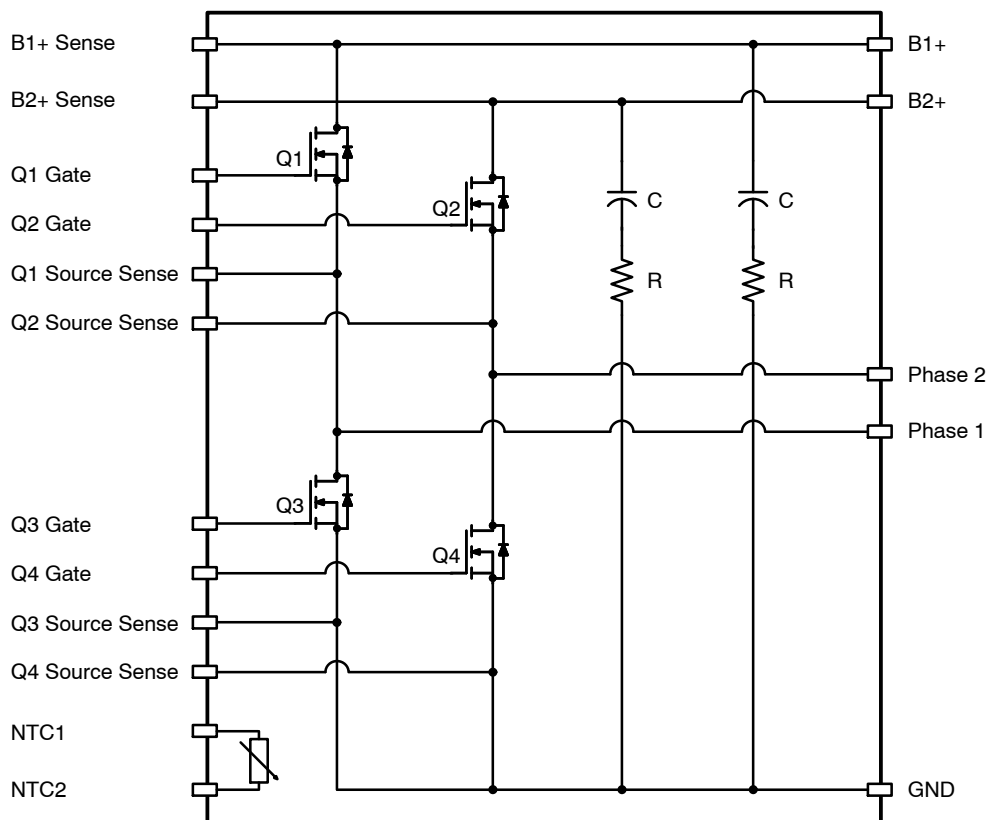 B1+ Sense
B1+
B2+ Sense
B2+
Q1
Q1 Gate
Q2
C
C
Q2 Gate
Q1 Source Sense
R
R
Q2 Source Sense
Phase 2
Phase 1
Q3
Q3 Gate
Q4
Q4 Gate
Q3 Source Sense
Q4 Source Sense
NTC1
NTC2
GND